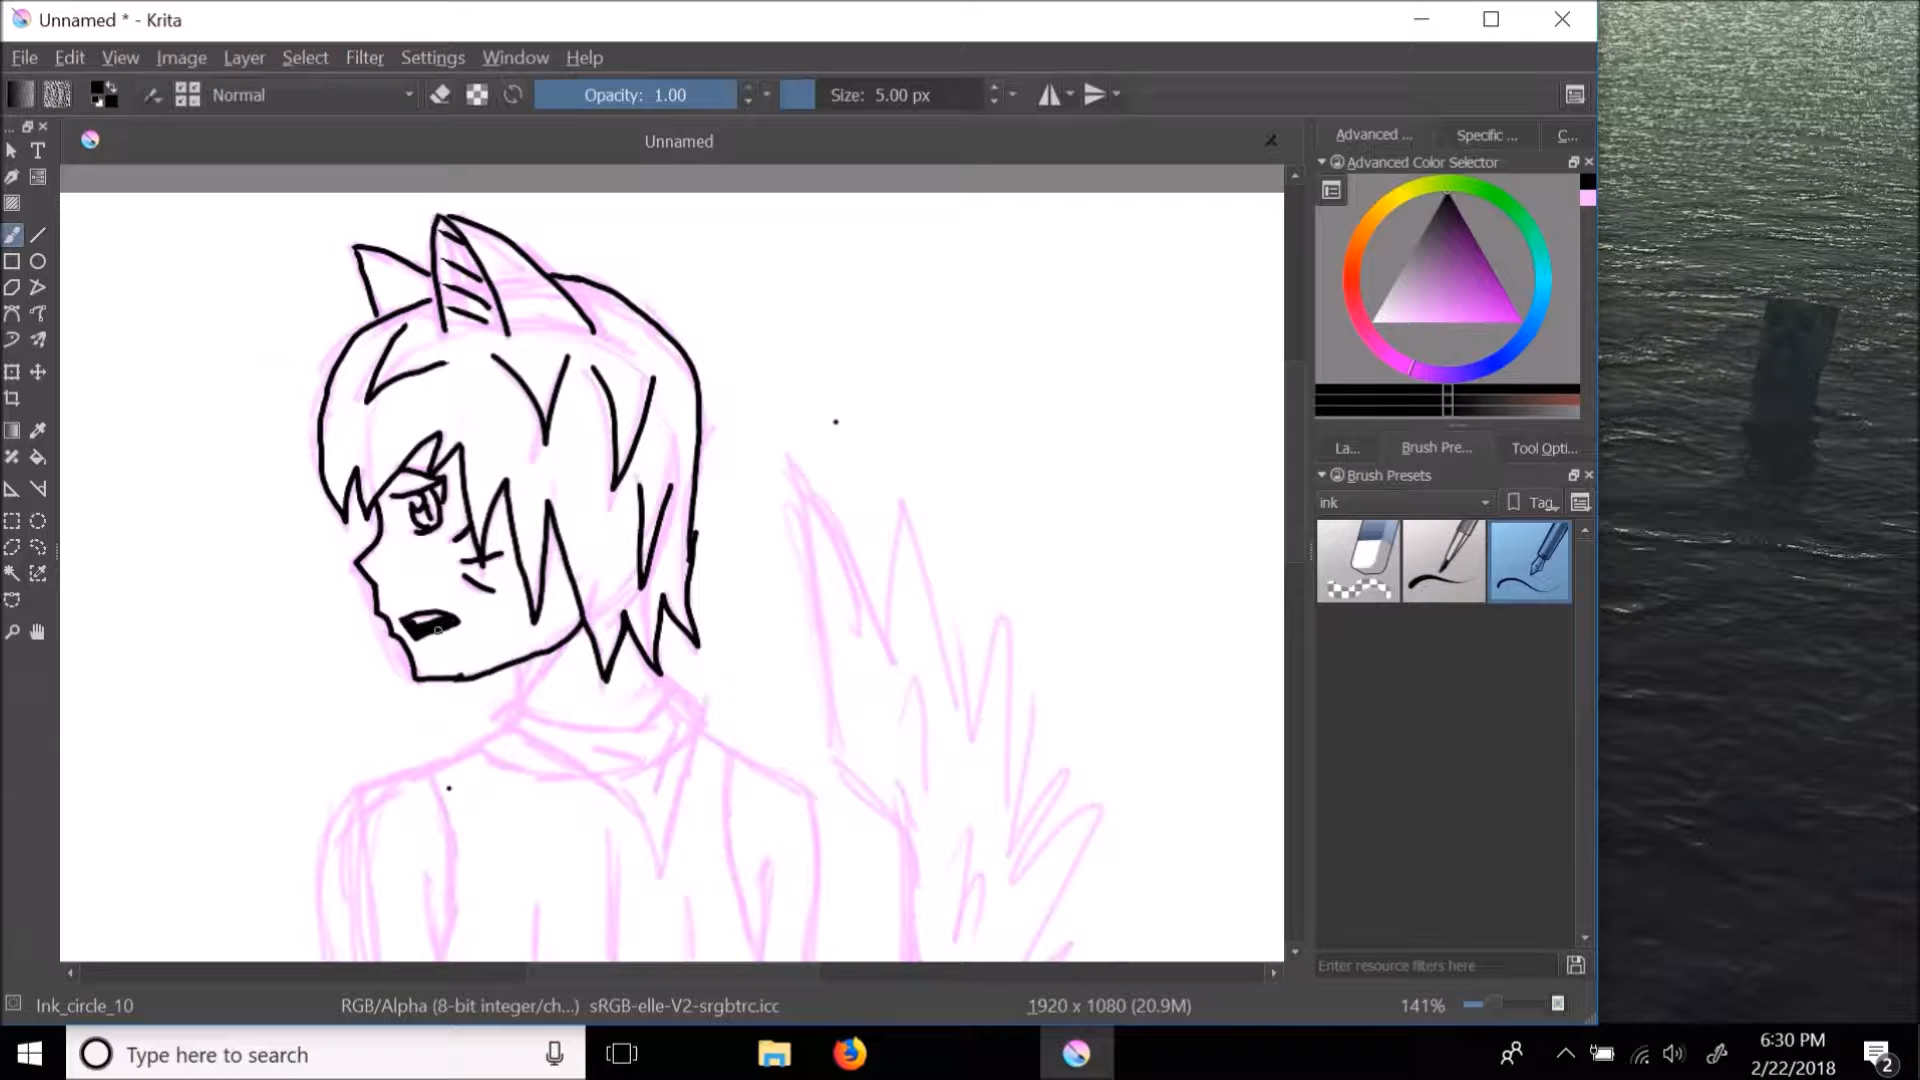 Unnamed * - Krita
File Edit View Image Layer Select Filter Settings Window Help
Normal Opacity: 1.00 Size: 5.00 px
Unnamed
Advanced ... Specific ... C...
Advanced Color Selector
La... Brush Pre... Tool Opti...
Brush Presets
ink Tag
Enter resource filters here
Ink_circle_10 RGB/Alpha (8-bit integer/ch...) sRGB-elle-V2-srgbtrc.icc 1920 x 1080 (20.9M) 141%
Type here to search
6:30 PM
2/22/2018
2